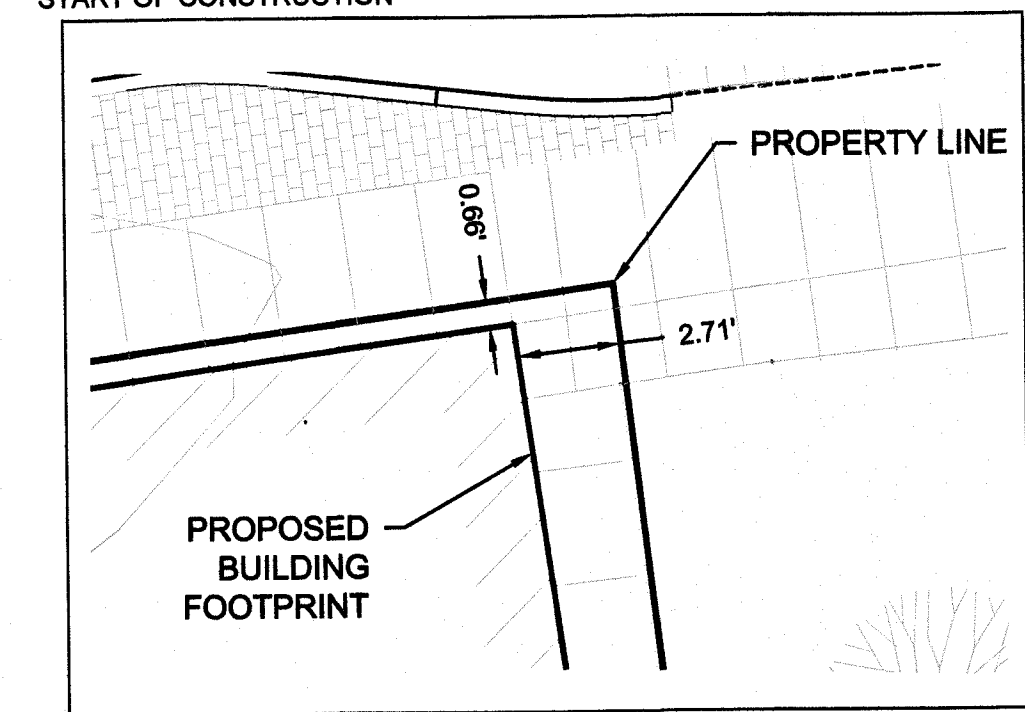 START OF CONSTRUCTION
PROPERTY LINE
0.66'
2.71'
PROPOSED
BUILDING
FOOTPRINT